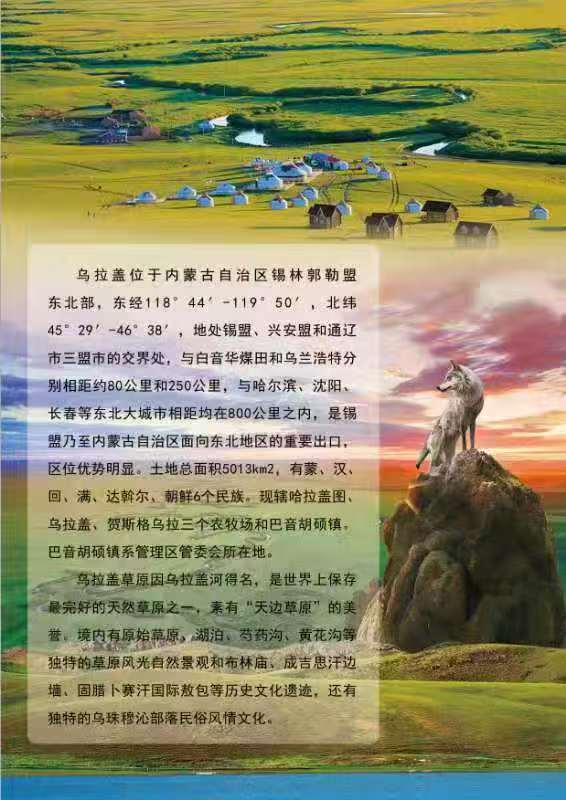 乌拉盖位于内蒙古自治区锡林郭勒盟
东北部，东经118°44′-119°50′，北纬
45°29′-46°38′，地处锡盟、兴安盟和通辽
市三盟市的交界处，与白音华煤田和乌兰浩特分
别相距约80公里和250公里，与哈尔滨、沈阳、
长春等东北大城市相距均在800公里之内，是锡
盟乃至内蒙古自治区面向东北地区的重要出口，
区位优势明显。土地总面积5013km2，有蒙、汉、
回、满、达斡尔、朝鲜6个民族。现辖哈拉盖图、
乌拉盖、贺斯格乌拉三个农牧场和巴音胡硕镇。
巴音胡硕镇系管理区管委会所在地。
乌拉盖草原因乌拉盖河得名，是世界上保存
最完好的天然草原之一，素有“天边草原”的美
誉。境内有原始草原、湖泊、芍药沟、黄花沟等
独特的草原风光自然景观和布林庙、成吉思汗边
墙、固腊卜赛汗国际敖包等历史文化遗迹，还有
独特的乌珠穆沁部落民俗风情文化。